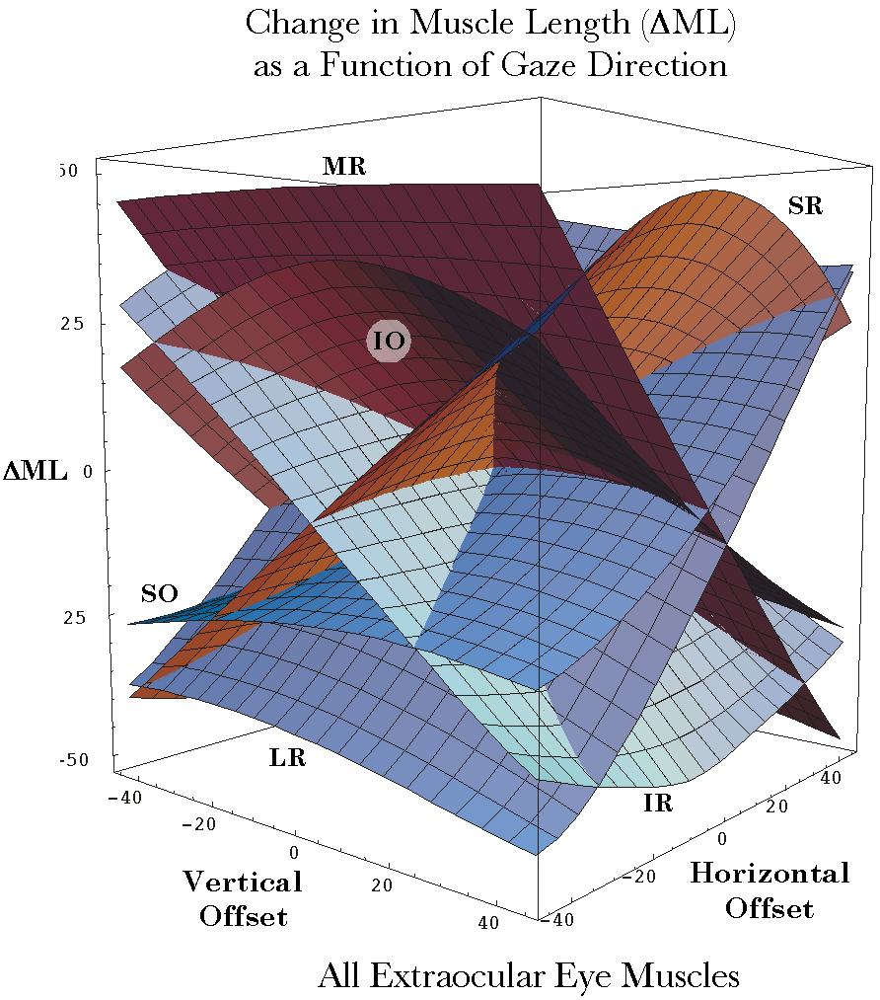 Change in Muscle Length (ΔML)
as a Function of Gaze Direction
MR
50
SR
25
IO
ΔML
0
SO
25
-50
LR
IR
−40
−20
0
20
40
40
20
0
−20
−40
Vertical
Offset
Horizontal
Offset
All Extraocular Eye Muscles